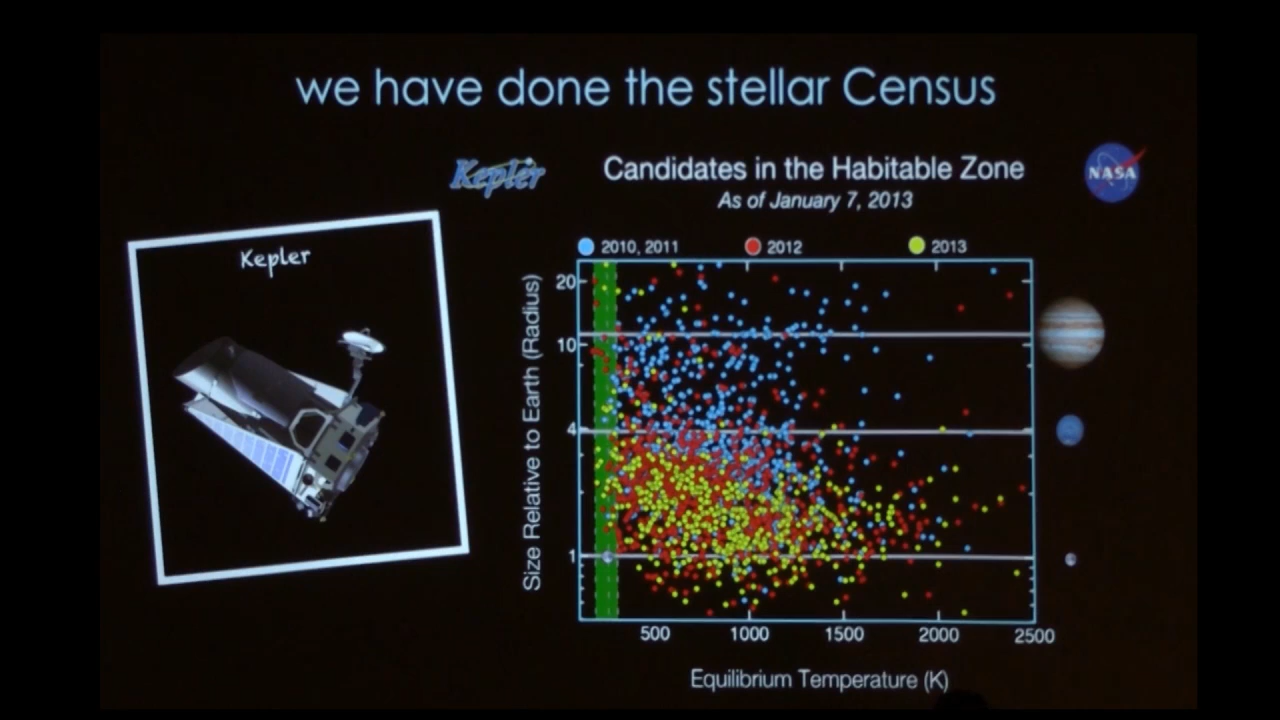 we have done the stellar Census
Kepler
Candidates in the Habitable Zone
NASA
As of January 7, 2013
Kepler
2010, 2011
2012
2013
Size Relative to Earth (Radius)
20
10
4
1
500
1000
1500
2000
2500
Equilibrium Temperature (K)